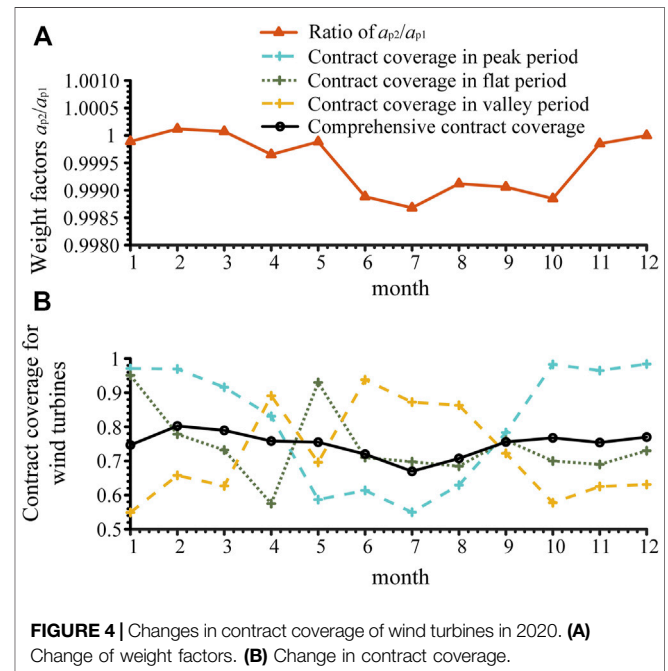 A
Ratio of ap2/ap1
Contract coverage in peak period
Contract coverage in flat period
Contract coverage in valley period
Comprehensive contract coverage
Weight factors ap2/ap1
1.0010
1.0005
1
0.9995
0.9990
0.9985
0.9980
1 2 3 4 5 6 7 8 9 10 11 12
month
B
Contract coverage for
wind turbines
1
0.9
0.8
0.7
0.6
0.5
1 2 3 4 5 6 7 8 9 10 11 12
month
FIGURE 4 | Changes in contract coverage of wind turbines in 2020. (A)
Change of weight factors. (B) Change in contract coverage.